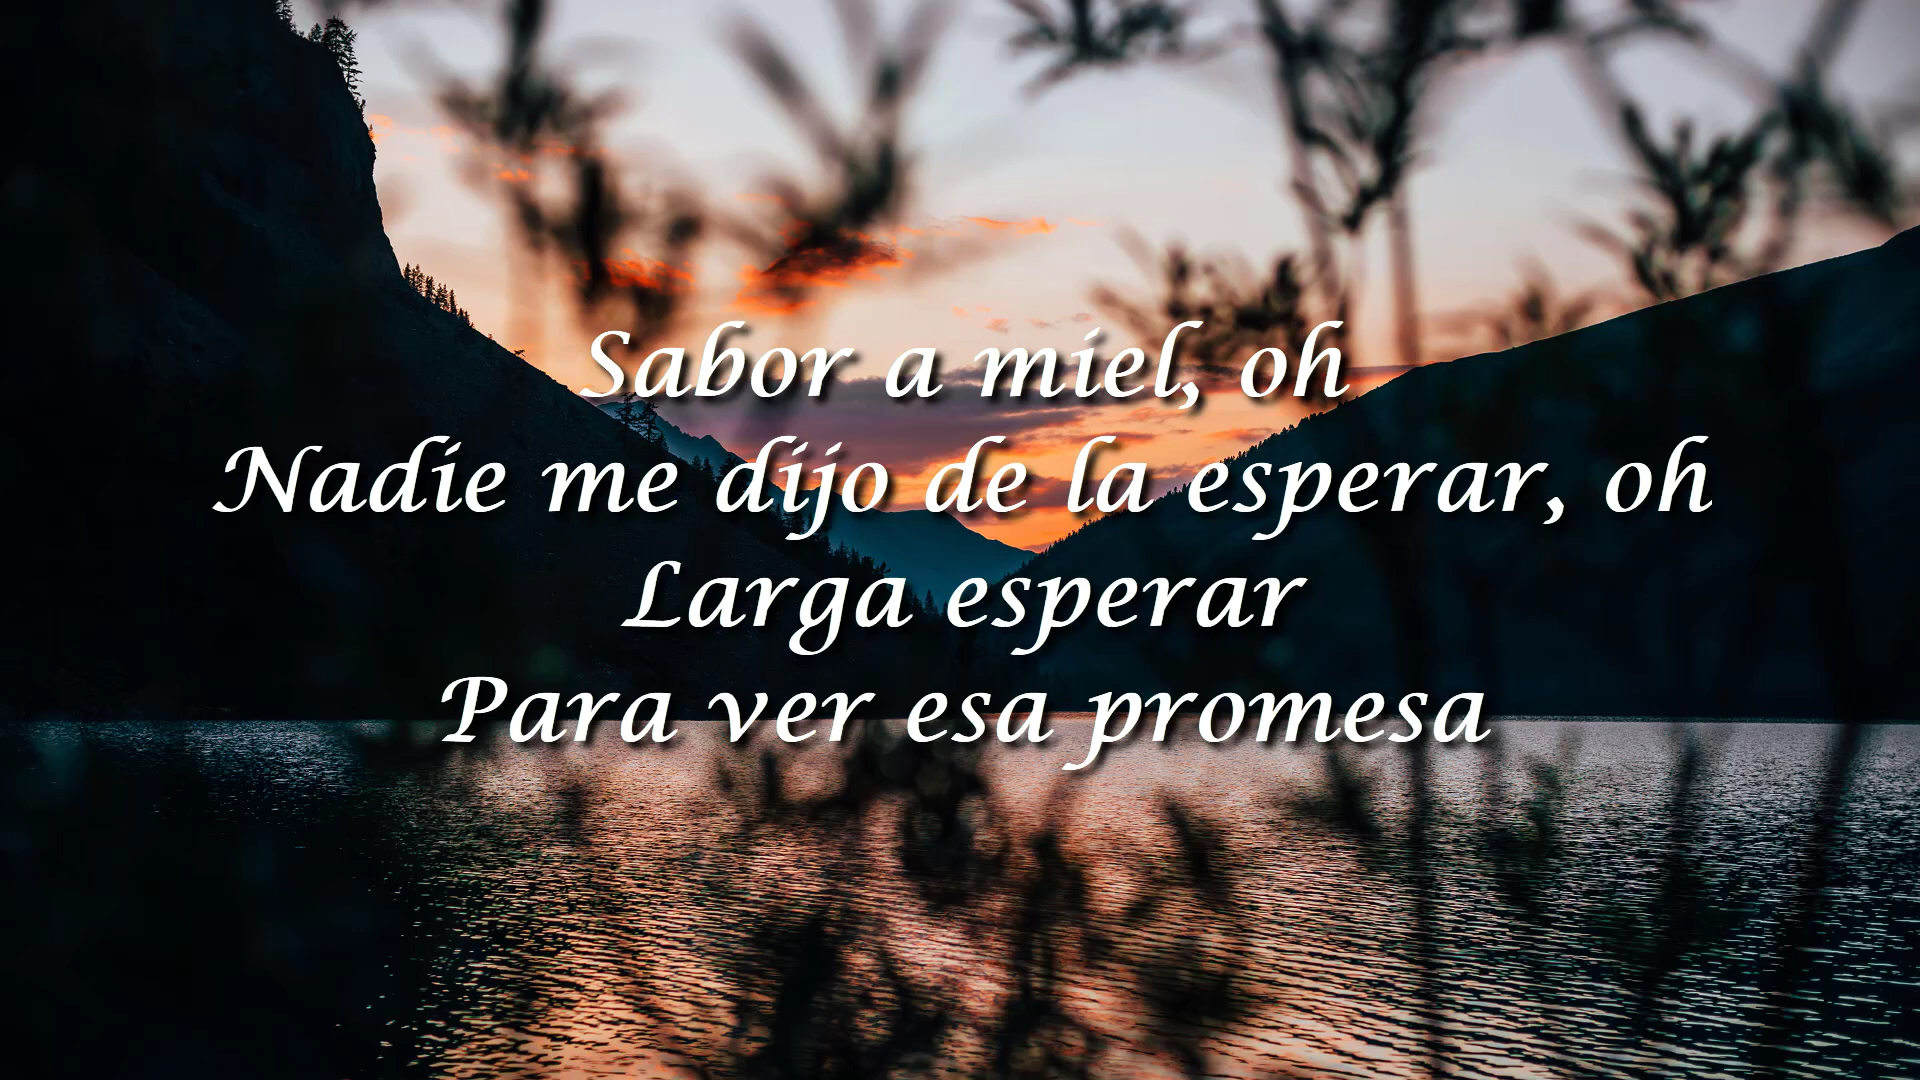 Sabor a miel, oh
Nadie me dijo de la esperar, oh
Larga esperar
Para ver esa promesa